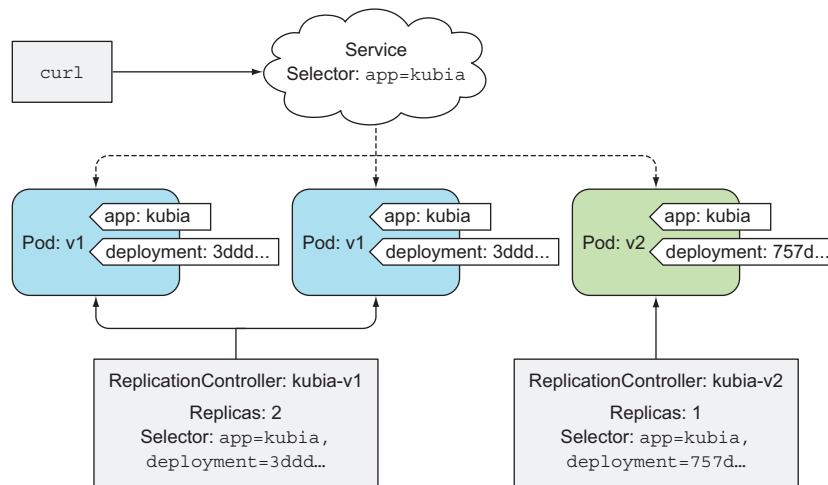 curl
Service
Selector: app=kubia
Pod: v1
app: kubia
deployment: 3ddd...
Pod: v1
app: kubia
deployment: 3ddd...
Pod: v2
app: kubia
deployment: 757d...
ReplicationController: kubia-v1
Replicas: 2
Selector: app=kubia,
deployment=3ddd…
ReplicationController: kubia-v2
Replicas: 1
Selector: app=kubia,
deployment=757d…